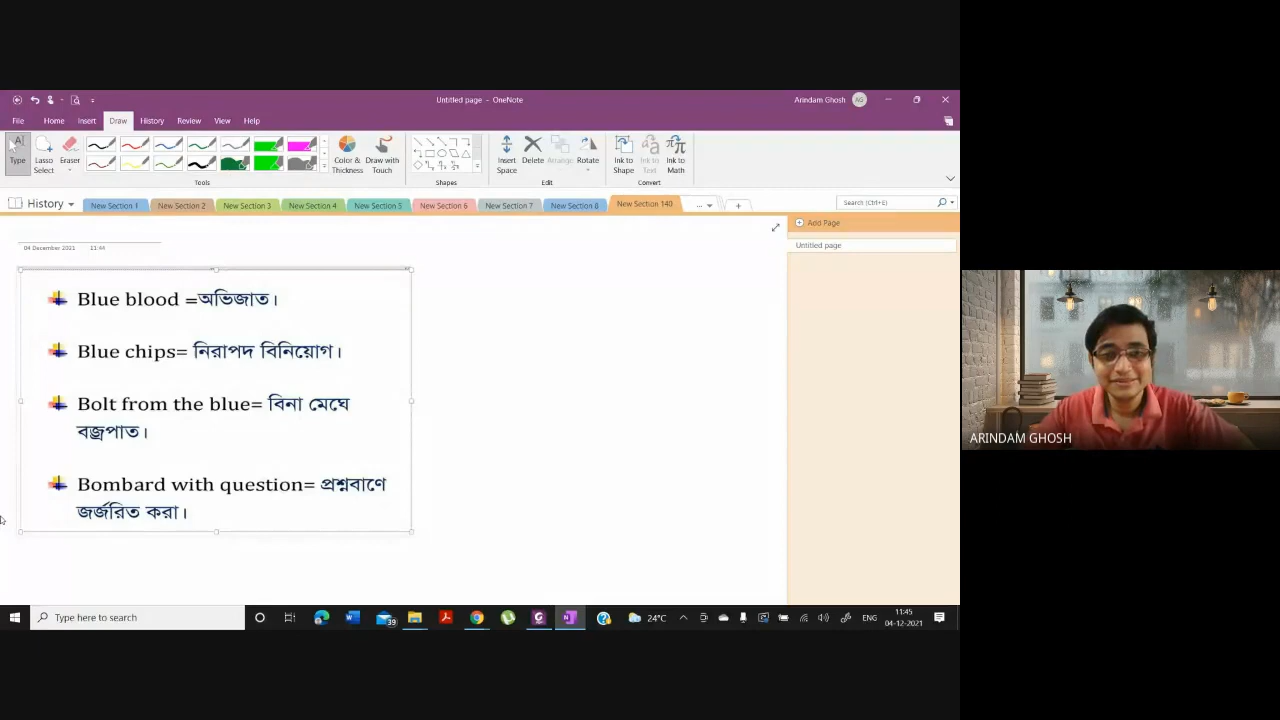 Untitled page - OneNote
Arindam Ghosh AG
File Home Insert Draw History Review View Help
Type Lasso Select Eraser Color & Thickness Draw with Touch Insert Space Delete Arrange Rotate Ink to Shape Ink to Text Ink to Math
Tools Shapes Edit Convert
History New Section 1 New Section 2 New Section 3 New Section 4 New Section 5 New Section 6 New Section 7 New Section 8 New Section 140 ... + Search (Ctrl+E)
Add Page
Untitled page
04 December 2021 11:44
Blue blood =অভিজাত।
Blue chips= নিরাপদ বিনিয়োগ।
Bolt from the blue= বিনা মেঘে
বজ্রপাত।
Bombard with question= প্রশ্নবাণে
জর্জরিত করা।
ARINDAM GHOSH
Type here to search 39 24°C ENG 11:45
04-12-2021